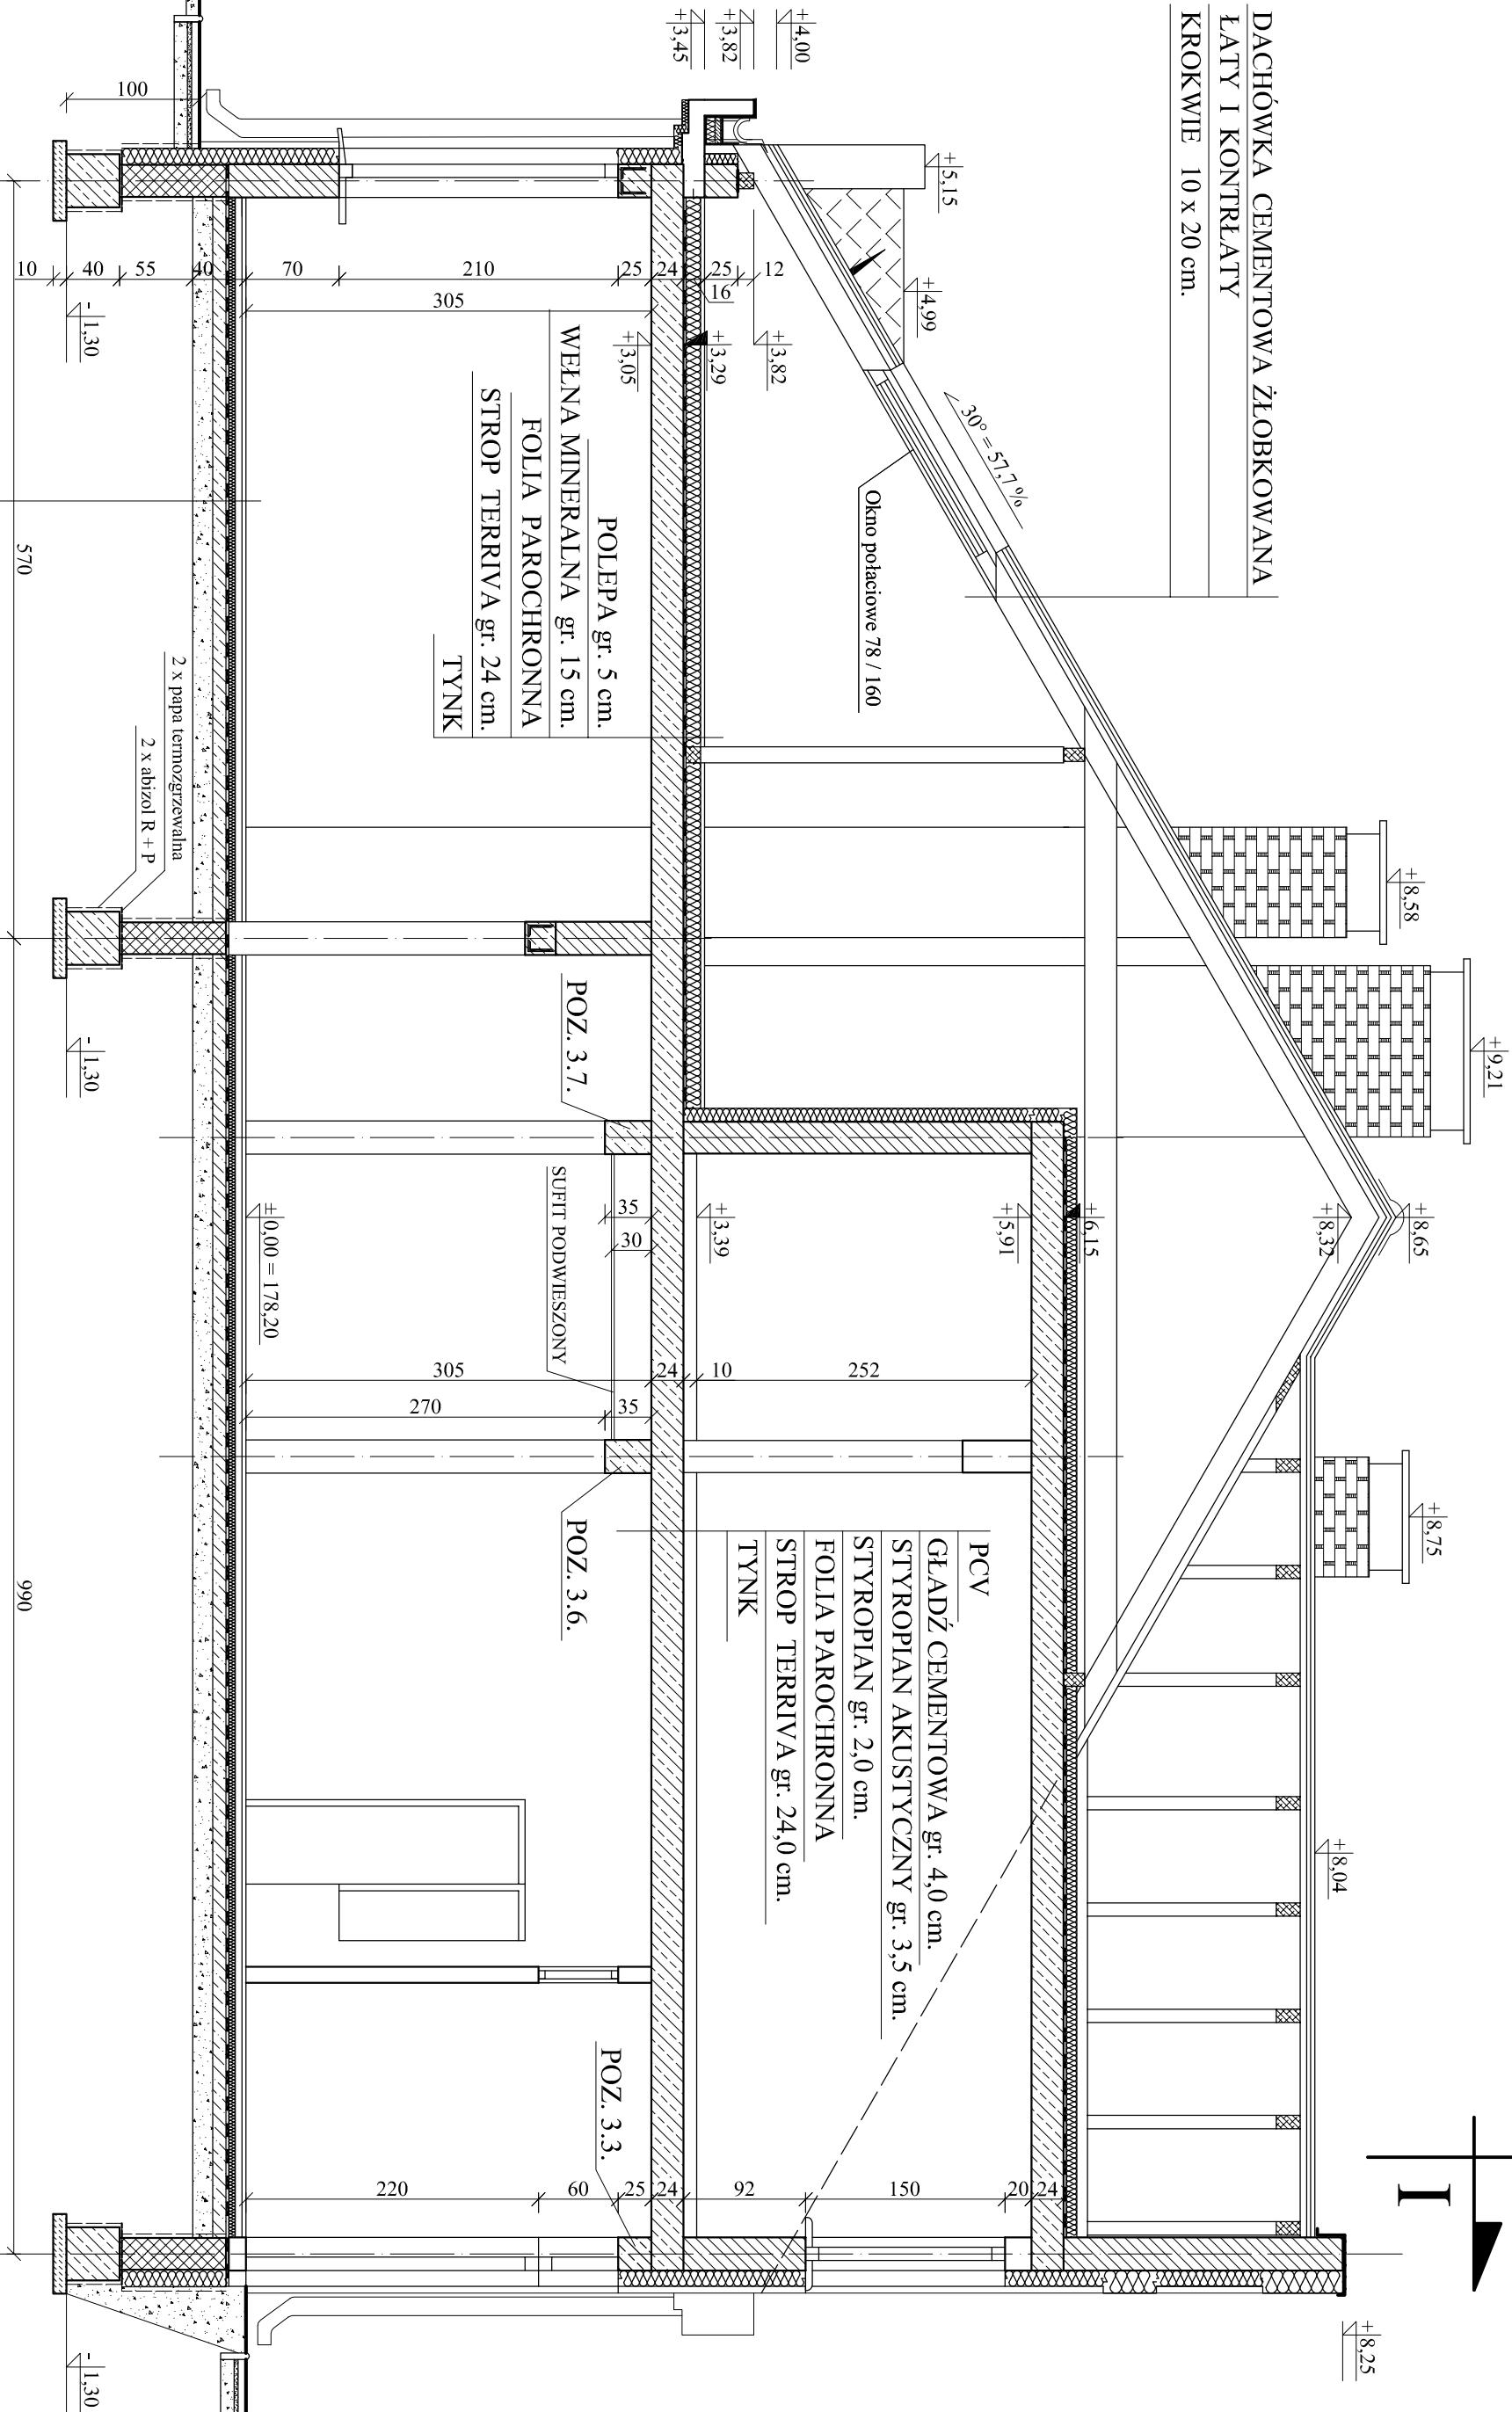 DACHÓWKA CEMENTOWA ŻŁOBKOWANA
ŁATY I KONTRŁATY
KROKWIE 10 x 20 cm.
+4,00
+3,82
+3,45
+5,15
+4,99
30° = 57,7 %
Okno połaciowe 78 / 160
+8,58
+9,21
+8,65
+8,32
+8,75
+8,04
+8,25
I
+3,82
+3,29
+3,05
12
25
16
24
25
210
70
40
55
40
10
305
100
- 1,30
POLEPA gr. 5 cm.
WEŁNA MINERALNA gr. 15 cm.
FOLIA PAROCHRONNA
STROP TERRIVA gr. 24 cm.
TYNK
2 x papa termozgrzewalna
2 x abizol R + P
- 1,30
POZ. 3.7.
SUFIT PODWIESZONY
35
30
+6,15
+5,91
+3,39
±0,00 = 178,20
252
10
24
305
35
270
POZ. 3.6.
PCV
GŁADŹ CEMENTOWA gr. 4,0 cm.
STYROPIAN AKUSTYCZNY gr. 3,5 cm.
STYROPIAN gr. 2,0 cm.
FOLIA PAROCHRONNA
STROP TERRIVA gr. 24,0 cm.
TYNK
POZ. 3.3.
24
20
150
92
24
25
60
220
- 1,30
570
990